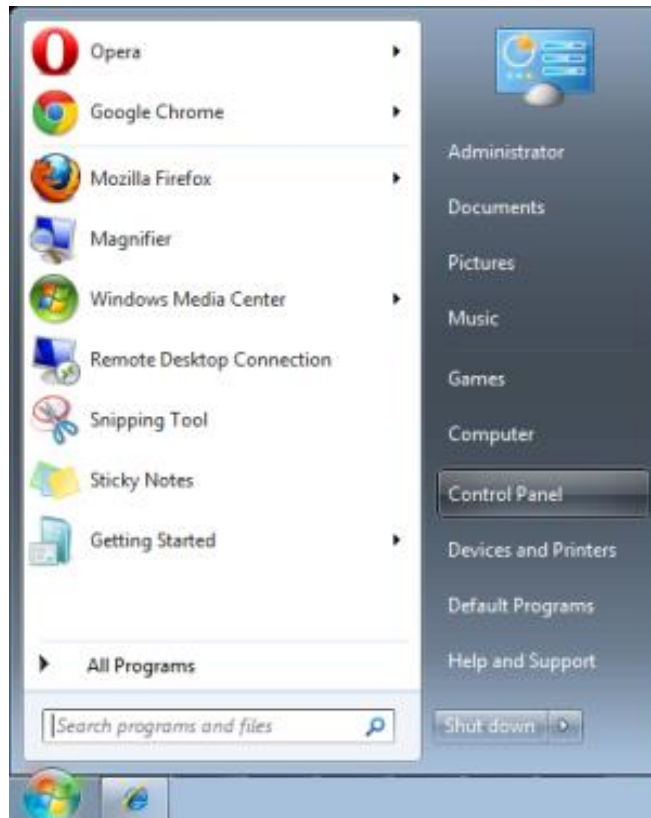 Opera
Google Chrome
Mozilla Firefox
Magnifier
Windows Media Center
Remote Desktop Connection
Snipping Tool
Sticky Notes
Getting Started
All Programs
Search programs and files
Administrator
Documents
Pictures
Music
Games
Computer
Control Panel
Devices and Printers
Default Programs
Help and Support
Shut down